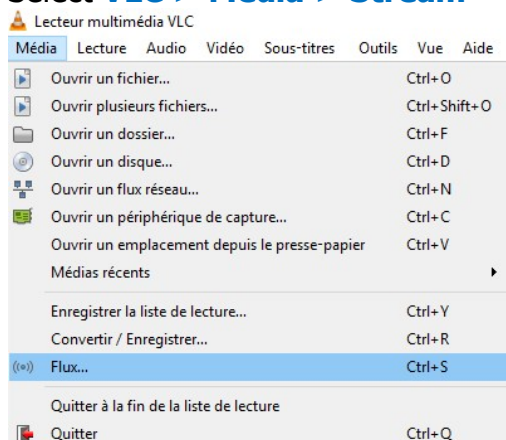 Select VLC > Média > Stream
Lecteur multimédia VLC
Média Lecture Audio Vidéo Sous-titres Outils Vue Aide
Ouvrir un fichier... Ctrl+O
Ouvrir plusieurs fichiers... Ctrl+Shift+O
Ouvrir un dossier... Ctrl+F
Ouvrir un disque... Ctrl+D
Ouvrir un flux réseau... Ctrl+N
Ouvrir un périphérique de capture... Ctrl+C
Ouvrir un emplacement depuis le presse-papier Ctrl+V
Médias récents
Enregistrer la liste de lecture... Ctrl+Y
Convertir / Enregistrer... Ctrl+R
Flux... Ctrl+S
Quitter à la fin de la liste de lecture
Quitter Ctrl+Q